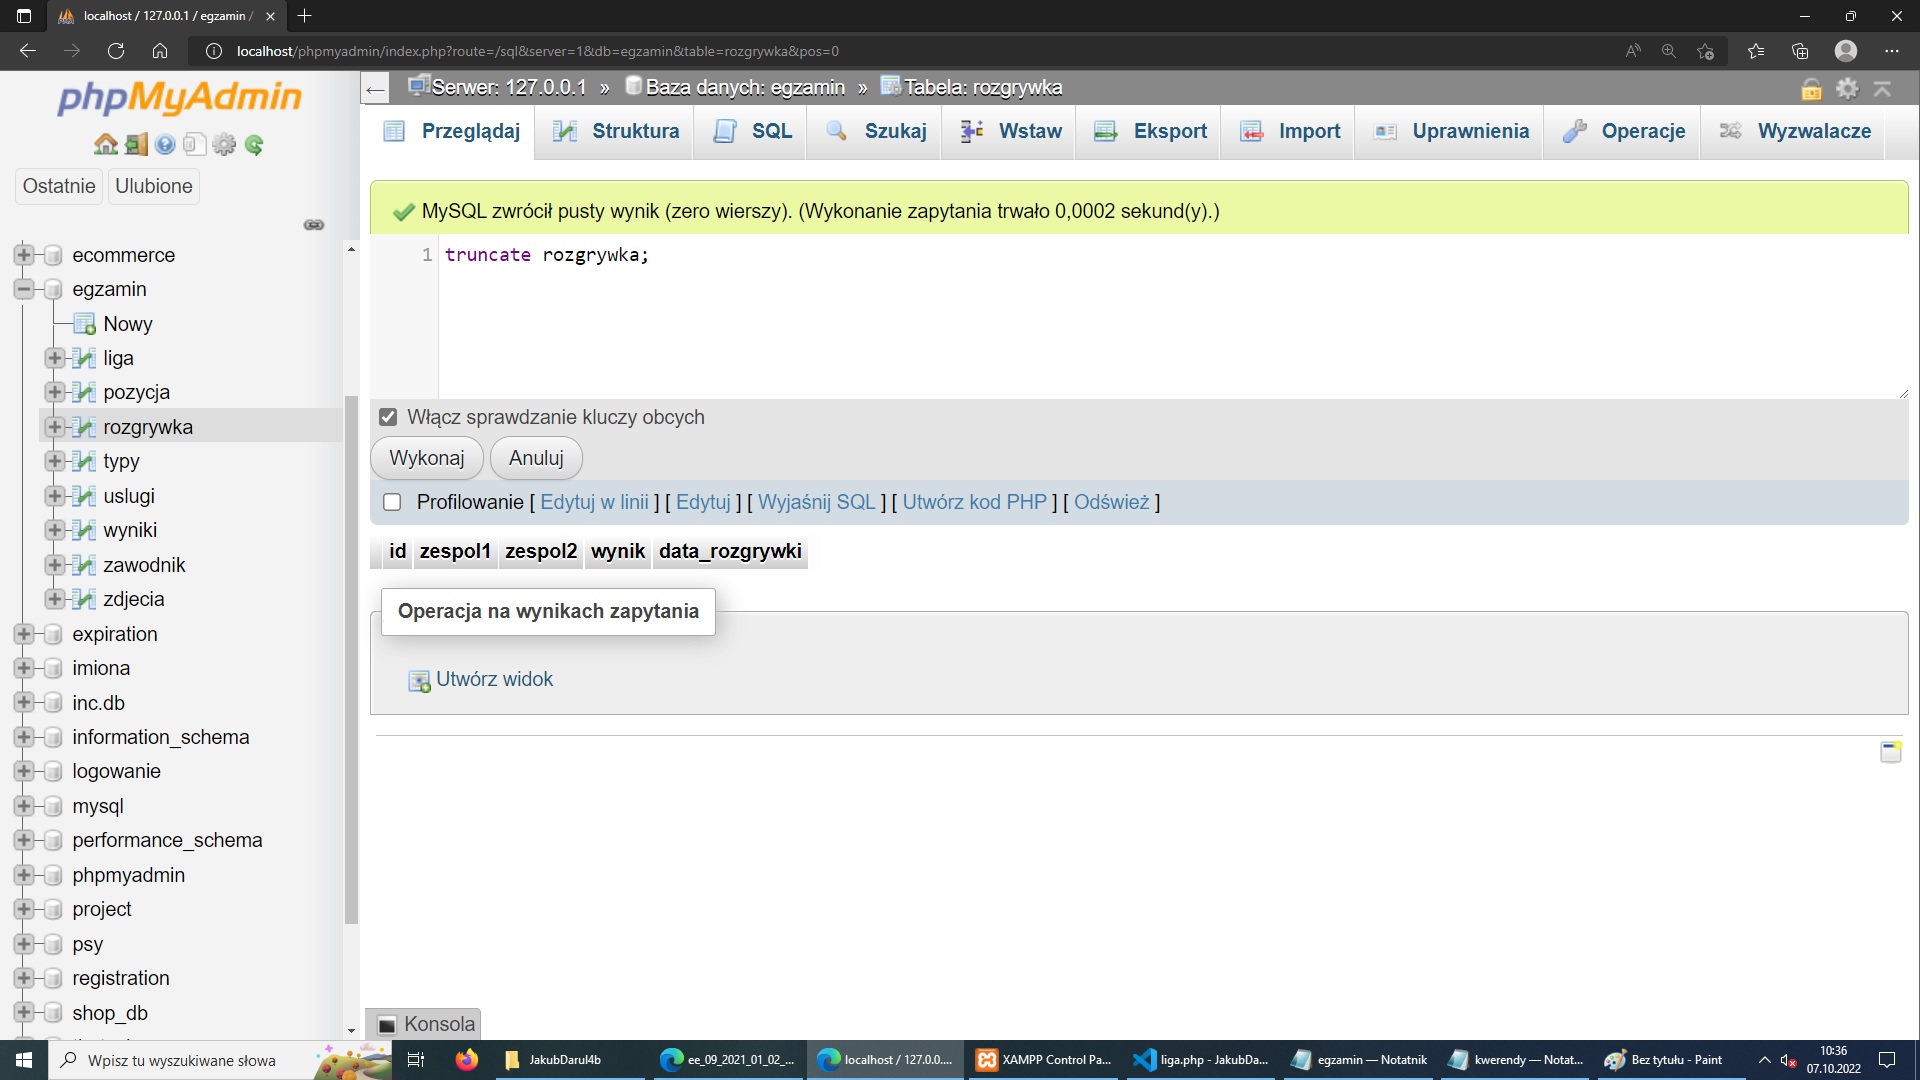 localhost / 127.0.0.1 / egzamin /
localhost/phpmyadmin/index.php?route=/sql&server=1&db=egzamin&table=rozgrywka&pos=0
phpMyAdmin
Ostatnie
Ulubione
ecommerce
egzamin
Nowy
liga
pozycja
rozgrywka
typy
uslugi
wyniki
zawodnik
zdjecia
expiration
imiona
inc.db
information_schema
logowanie
mysql
performance_schema
phpmyadmin
project
psy
registration
shop_db
Serwer: 127.0.0.1 » Baza danych: egzamin » Tabela: rozgrywka
Przeglądaj
Struktura
SQL
Szukaj
Wstaw
Eksport
Import
Uprawnienia
Operacje
Wyzwalacze
MySQL zwrócił pusty wynik (zero wierszy). (Wykonanie zapytania trwało 0,0002 sekund(y).)
1 truncate rozgrywka;
Włącz sprawdzanie kluczy obcych
Wykonaj
Anuluj
Profilowanie [ Edytuj w linii ] [ Edytuj ] [ Wyjaśnij SQL ] [ Utwórz kod PHP ] [ Odśwież ]
id zespol1 zespol2 wynik data_rozgrywki
Operacja na wynikach zapytania
Utwórz widok
Konsola
Wpisz tu wyszukiwane słowa
JakubDarul4b
ee_09_2021_01_02_...
localhost / 127.0.0....
XAMPP Control Pa...
liga.php - JakubDa...
egzamin — Notatnik
kwerendy — Notat...
Bez tytułu - Paint
10:36
07.10.2022